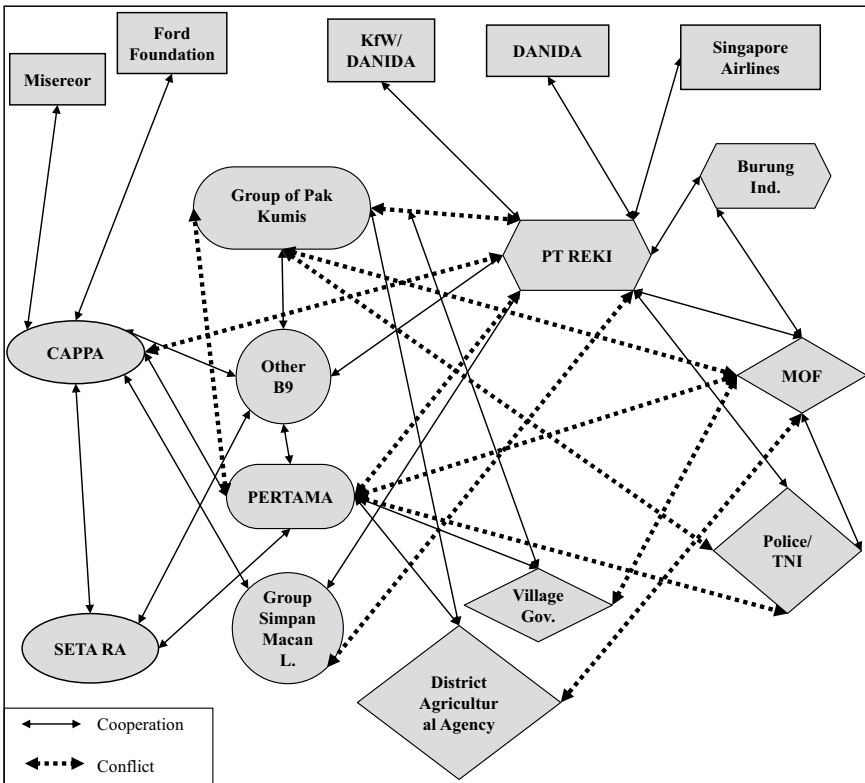 Misereor
Ford
Foundation
KfW/
DANIDA
DANIDA
Singapore
Airlines
Burung
Ind.
Group of Pak
Kumis
PT REKI
CAPPA
Other
B9
MOF
PERTAMA
Police/
TNI
Group
Simpan
Macan
L.
Village
Gov.
SETA RA
District
Agricultur
al Agency
Cooperation
Conflict